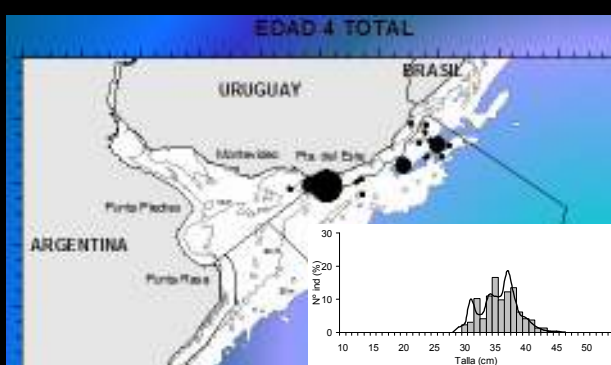 EDAD 4 TOTAL
BRASIL
URUGUAY
Montevideo Pta. del Este
Punta Piedras
ARGENTINA
Punta Rasa
30
20
10
0
Nº ind (%)
10 15 20 25 30 35 40 45 50
Talla (cm)